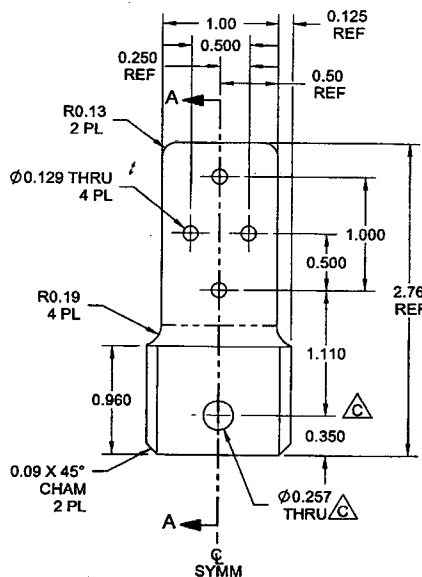 1.00
0.125
REF
0.500
0.250
REF
0.50
REF
A
R0.13
2 PL
Ø0.129 THRU
4 PL
t
1.000
0.500
2.76
REF
R0.19
4 PL
1.110
0.960
C
0.350
0.09 X 45°
CHAM
2 PL
Ø0.257
THRU C
A
℄
SYMM